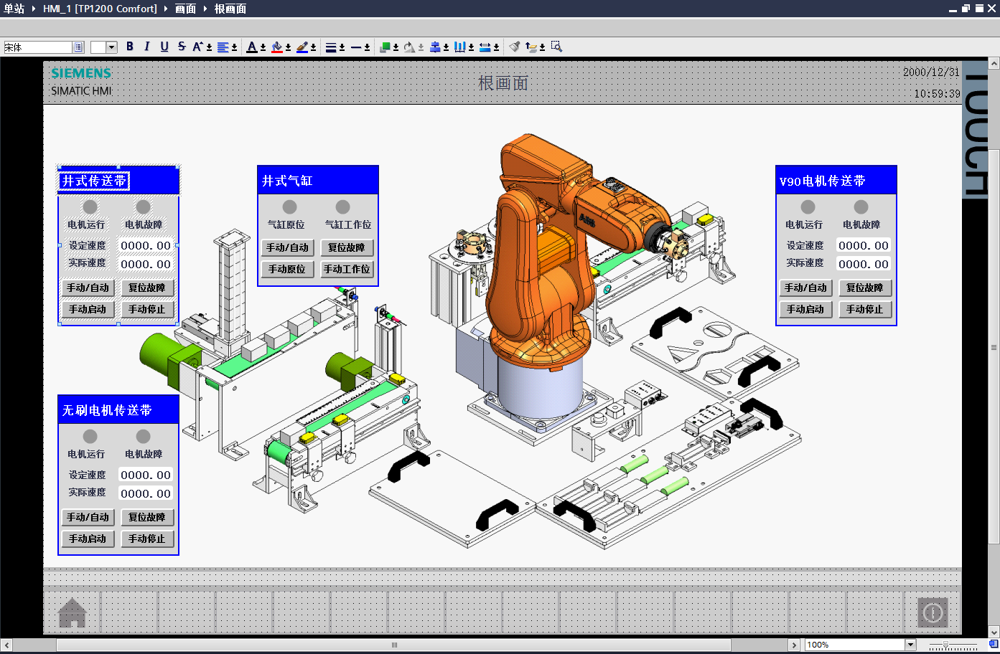 单站 HMI_1 [TP1200 Comfort] 画面 根画面
宋体
B I U S A A
SIEMENS
SIMATIC HMI
根画面
2000/12/31
10:59:39
TOUCH
井式传送带
电机运行 电机故障
设定速度 0000.00
实际速度 0000.00
手动/自动 复位故障
手动启动 手动停止
井式气缸
气缸原位 气缸工作位
手动/自动 复位故障
手动原位 手动工作位
V90电机传送带
电机运行 电机故障
设定速度 0000.00
实际速度 0000.00
手动/自动 复位故障
手动启动 手动停止
无刷电机传送带
电机运行 电机故障
设定速度 0000.00
实际速度 0000.00
手动/自动 复位故障
手动启动 手动停止
ABB
100%